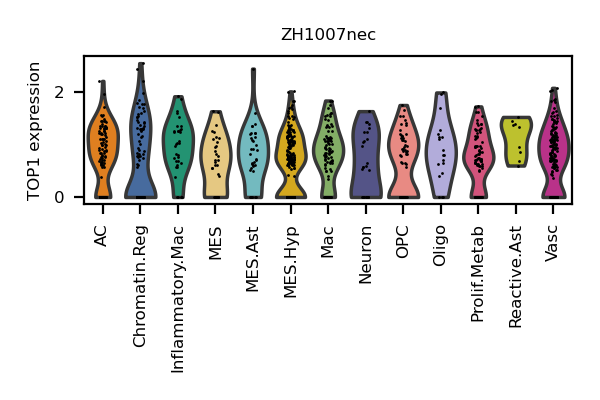 ZH1007nec
TOP1 expression
2
0
AC
Chromatin.Reg
Inflammatory.Mac
MES
MES.Ast
MES.Hyp
Mac
Neuron
OPC
Oligo
Prolif.Metab
Reactive.Ast
Vasc